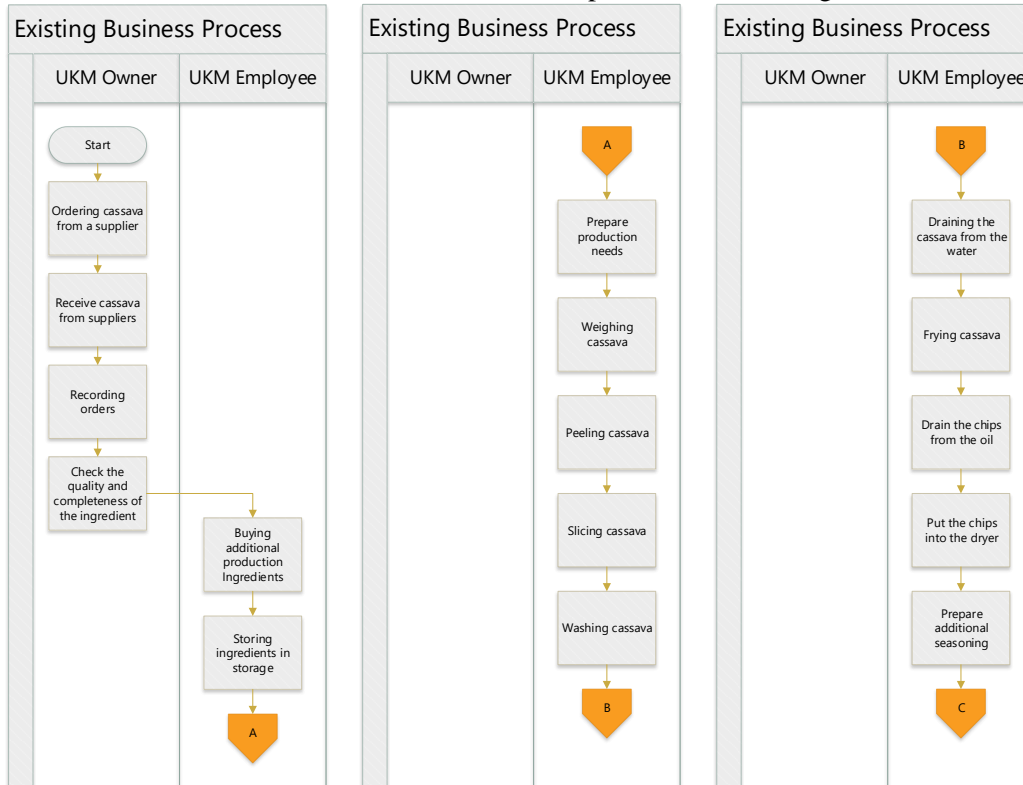 Existing Business Process
UKM Owner
UKM Employee
Start
Ordering cassava
from a supplier
Receive cassava
from suppliers
Recording
orders
Check the
quality and
completeness of
the ingredient
Buying
additional
production
Ingredients
Storing
ingredients in
storage
A
Existing Business Process
UKM Owner
UKM Employee
A
Prepare
production
needs
Weighing
cassava
Peeling cassava
Slicing cassava
Washing cassava
B
Existing Business Process
UKM Owner
UKM Employee
B
Draining the
cassava from the
water
Frying cassava
Drain the chips
from the oil
Put the chips
into the dryer
Prepare
additional
seasoning
C